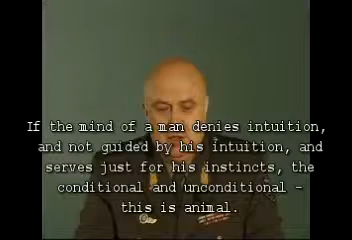 If the mind of a man denies intuition,
and not guided by his intuition, and
serves just for his instincts, the
conditional and unconditional -
this is animal.